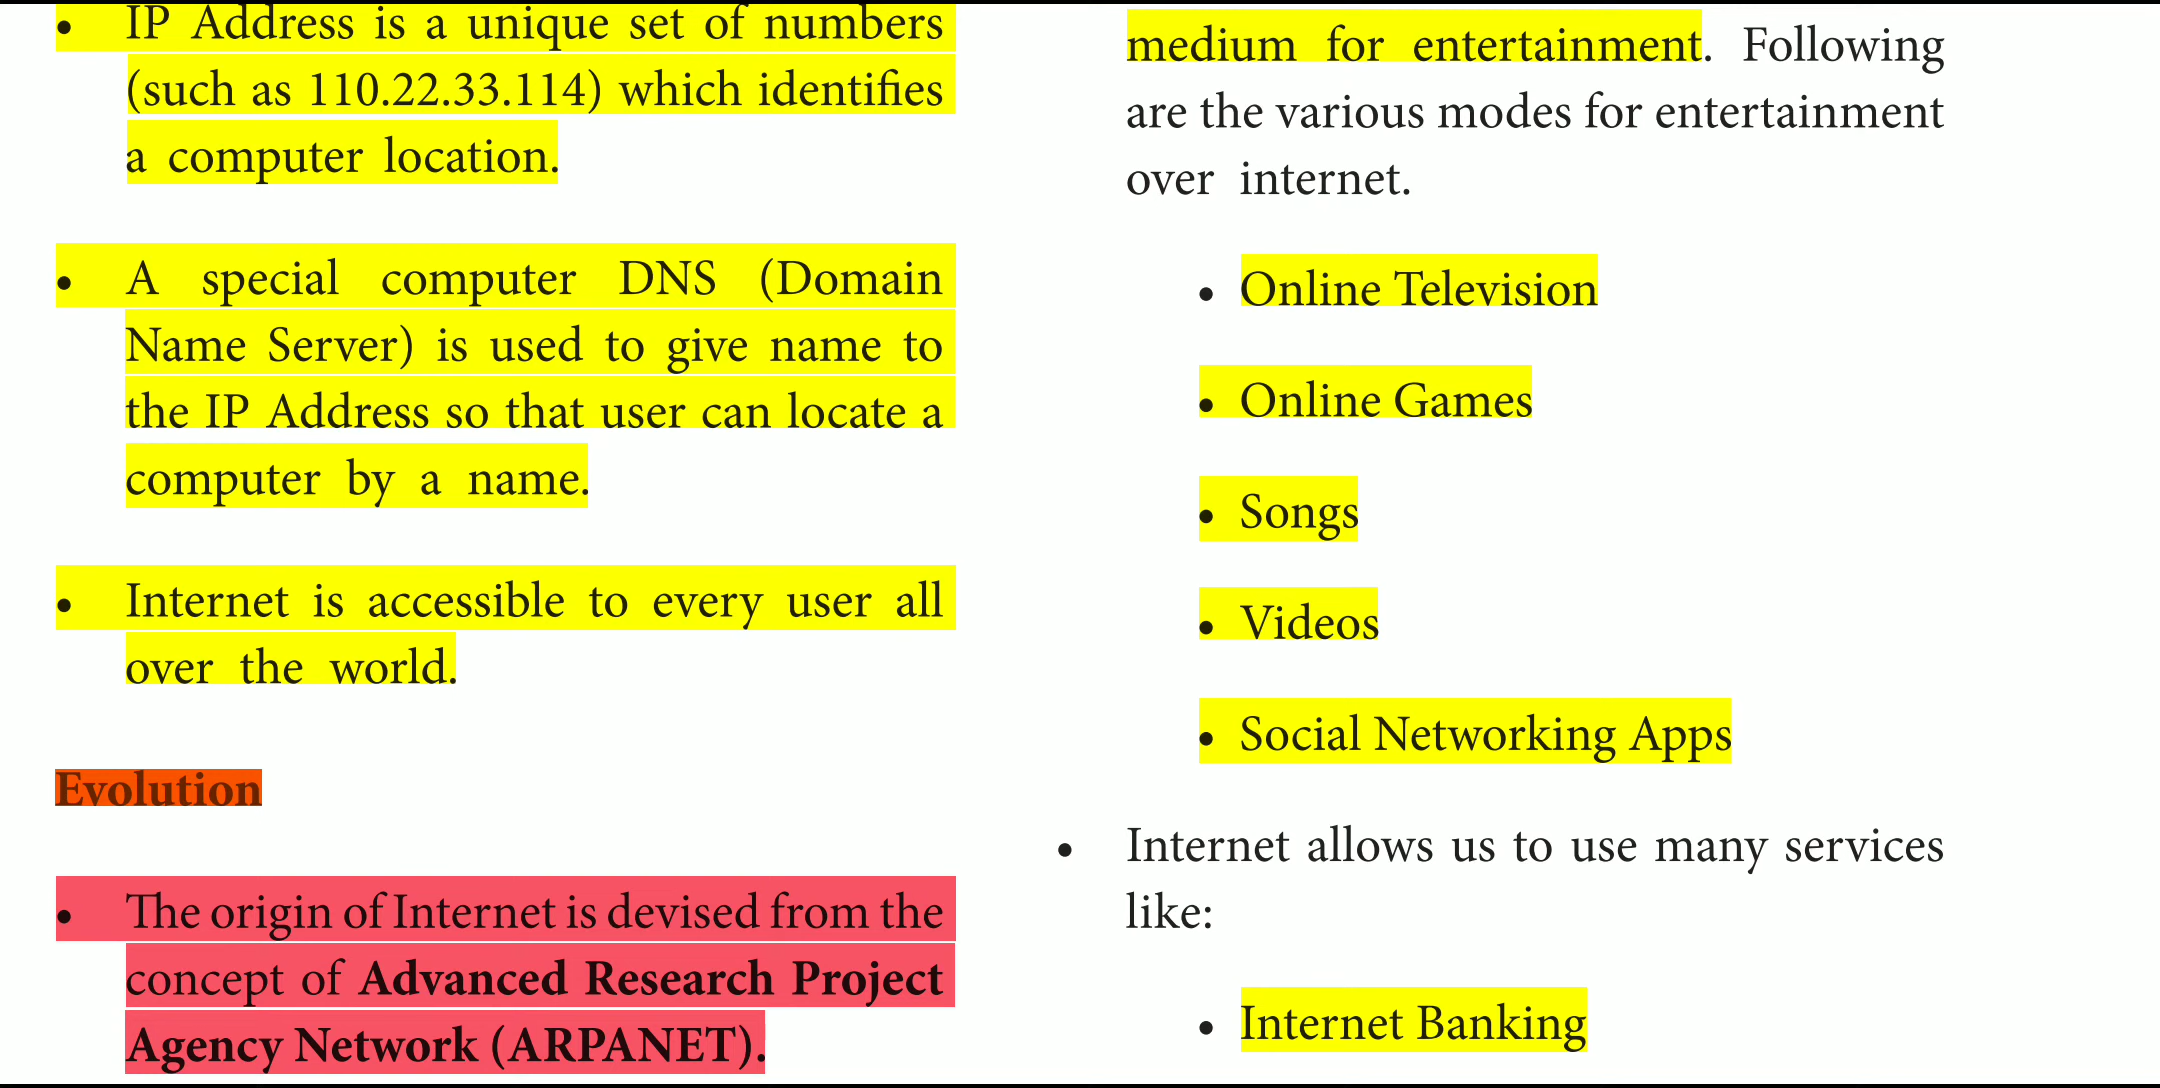 • IP Address is a unique set of numbers
(such as 110.22.33.114) which identifies
a computer location.
• A special computer DNS (Domain
Name Server) is used to give name to
the IP Address so that user can locate a
computer by a name.
• Internet is accessible to every user all
over the world.
Evolution
• The origin of Internet is devised from the
concept of Advanced Research Project
Agency Network (ARPANET).
medium for entertainment. Following
are the various modes for entertainment
over internet.
• Online Television
• Online Games
• Songs
• Videos
• Social Networking Apps
• Internet allows us to use many services
like:
• Internet Banking